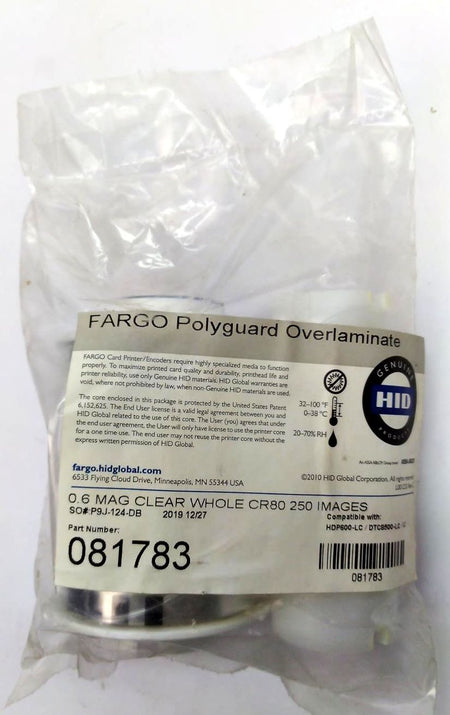 FARGO Polyguard Overlaminate
FARGO Card Printer/Encoders require highly specialized media to function
properly. To maximize printed card quality and durability, printhead life and
printer reliability, use only Genuine HID materials. HID Global warranties are
void, where not prohibited by law, when non-Genuine HID materials are used.
The core enclosed in this package is protected by the United States Patent
6,152,625. The End User license is a valid legal agreement between you and
HID Global related to the use of this core. The User (you) agrees that under
the end user agreement, the User will only have license to use the printer core
for a one time use. The end user may not reuse the printer core without the
express written permission of HID Global.
32–100 °F
0–38 °C
20–70% RH
GENUINE
HID
PRODUCTS
An ASSA ABLOY Group brand
ASSA ABLOY
fargo.hidglobal.com
6533 Flying Cloud Drive, Minneapolis, MN 55344 USA
©2010 HID Global Corporation. All rights reserved.
0.6 MAG CLEAR WHOLE CR80 250 IMAGES
SO#:P9J-124-DB 2019 12/27
Compatible with:
HDP600-LC / DTC8500-LC /
Part Number:
081783
081783